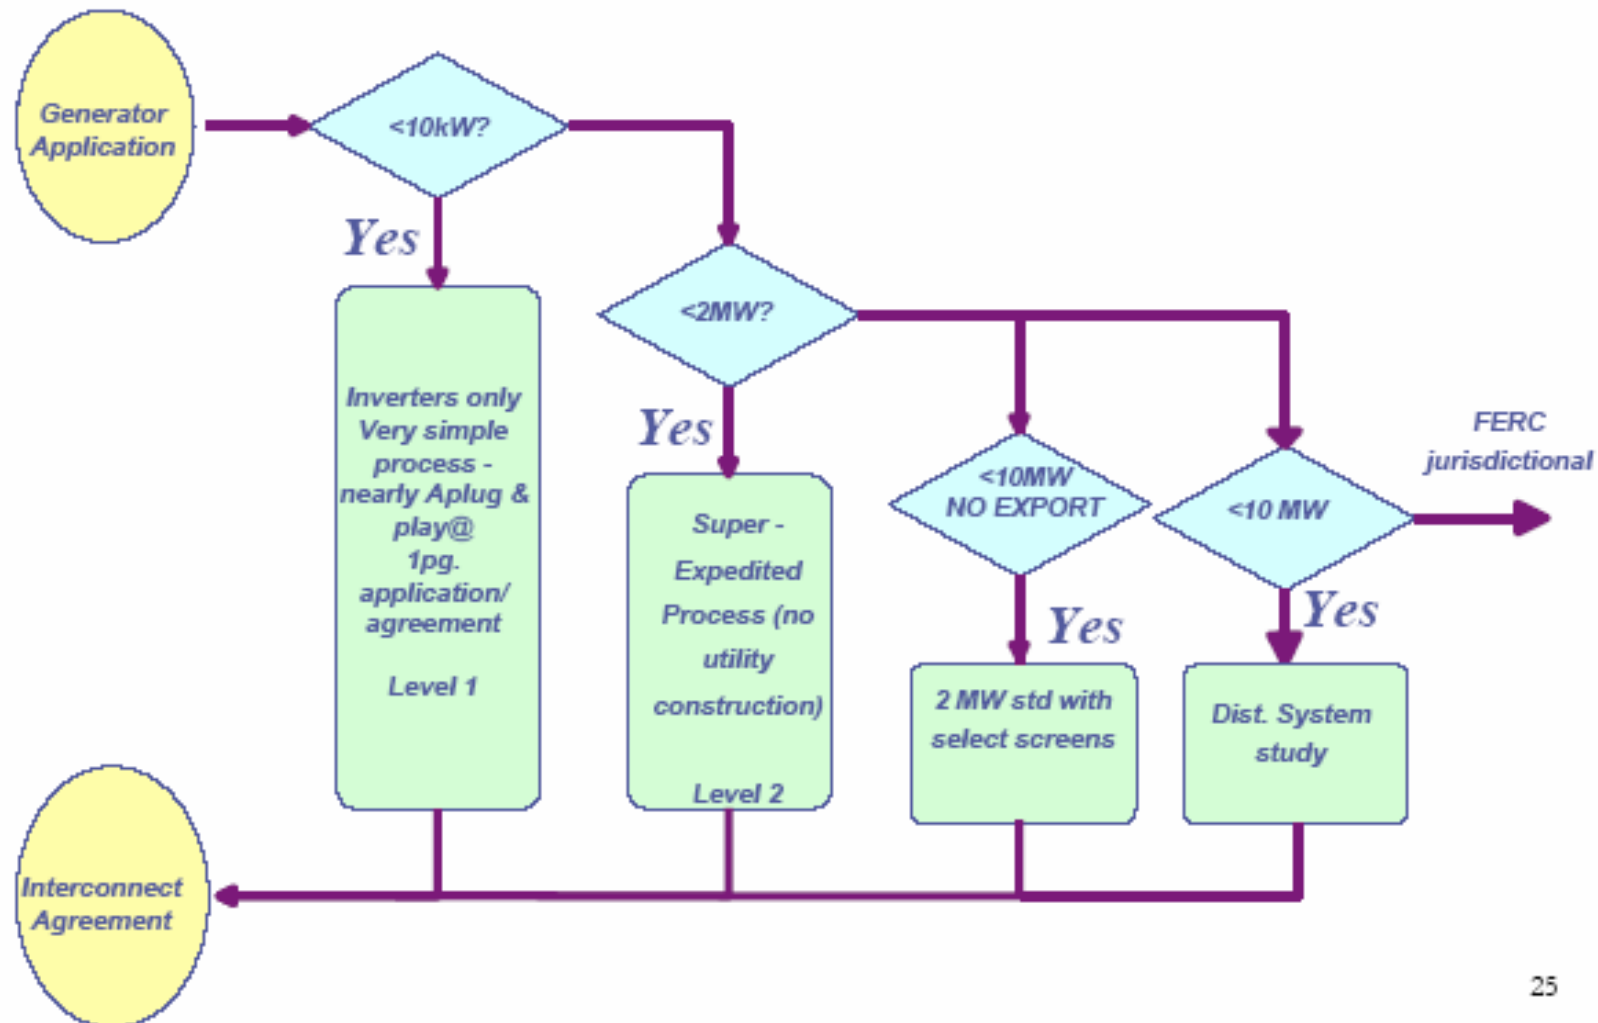 Generator
Application
<10kW?
Yes
Inverters only
Very simple
process -
nearly Aplug &
play@
1pg.
application/
agreement
Level 1
<2MW?
Yes
Super -
Expedited
Process (no
utility
construction)
Level 2
<10MW
NO EXPORT
Yes
2 MW std with
select screens
<10 MW
Yes
Dist. System
study
FERC
jurisdictional
Interconnect
Agreement
25